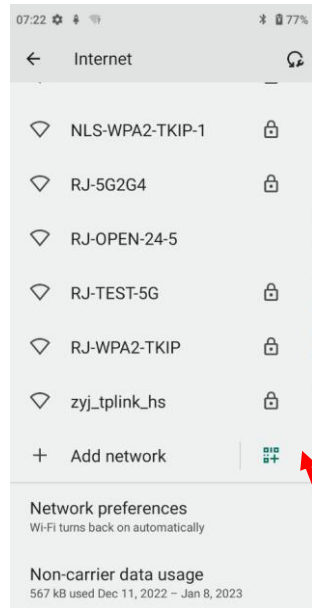 07:22 77%
Internet
NLS-WPA2-TKIP-1
RJ-5G2G4
RJ-OPEN-24-5
RJ-TEST-5G
RJ-WPA2-TKIP
zyj_tplink_hs
Add network
Network preferences
Wi-Fi turns back on automatically
Non-carrier data usage
567 kB used Dec 11, 2022 – Jan 8, 2023